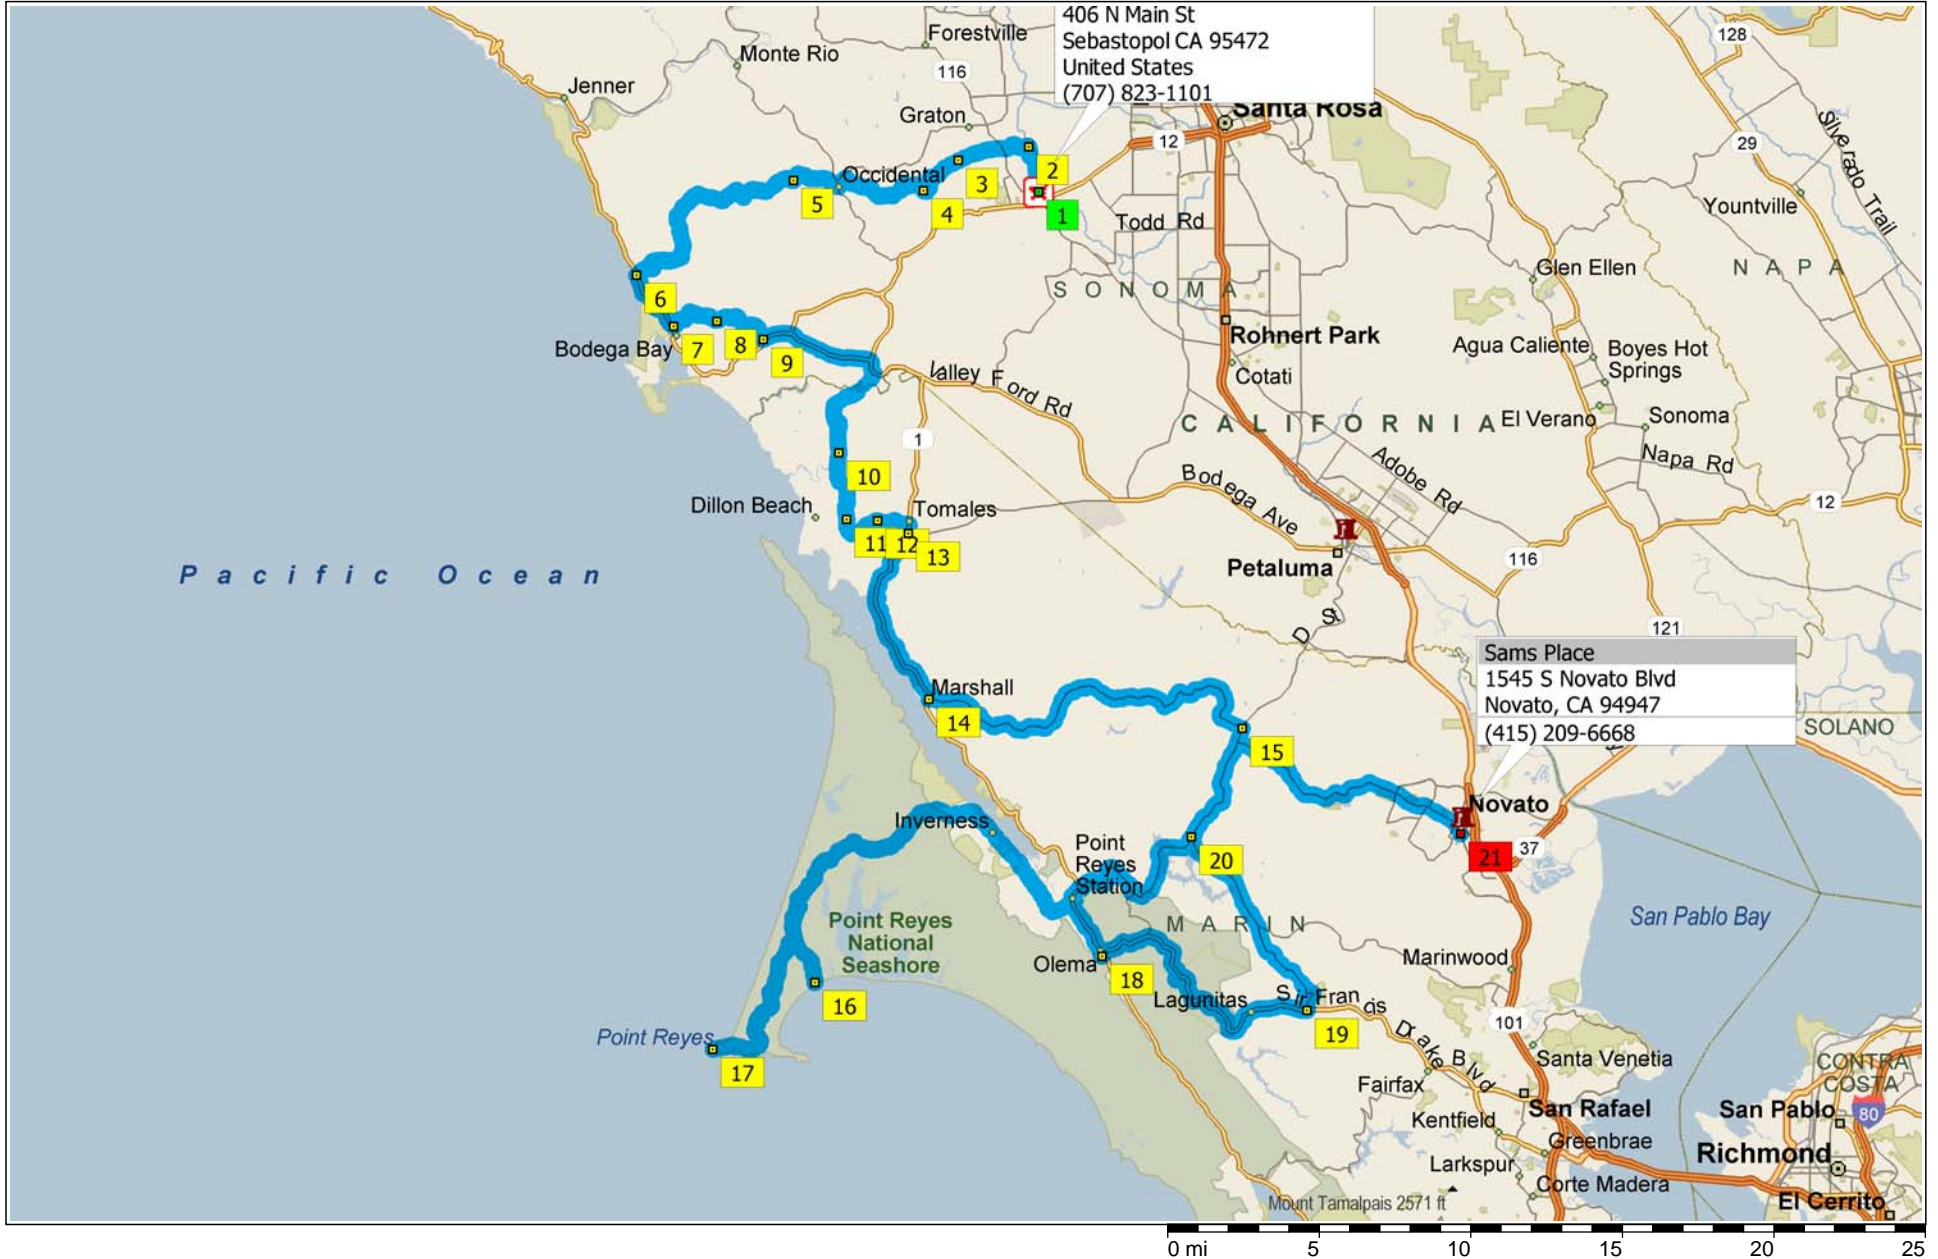 406 N Main St
Sebastopol CA 95472
United States
(707) 823-1101
Forestville
Monte Rio
128
116
Jenner
Graton
Santa Rosa
12
29
Silverado Trail
Occidental
2
3
5
4
1
Todd Rd
Yountville
Glen Ellen
NAPA
SONOMA
6
Rohnert Park
Bodega Bay
7
8
9
Agua Caliente
Boyes Hot
Springs
Valley Ford Rd
Cotati
CALIFORNIA
El Verano
Sonoma
1
Adobe Rd
Napa Rd
10
Bodega Ave
12
Dillon Beach
Tomales
11
12
13
116
Pacific Ocean
Petaluma
D St
121
Sams Place
1545 S Novato Blvd
Novato, CA 94947
(415) 209-6668
Marshall
14
SOLANO
15
Novato
Inverness
Point
Reyes
Station
20
21
37
Point Reyes
National
Seashore
MARIN
San Pablo Bay
Olema
18
Marinwood
16
Lagunitas
Sir Francis Drake Blvd
19
101
Point Reyes
17
Santa Venetia
CONTRA
COSTA
Fairfax
San Rafael
San Pablo
80
Kentfield
Greenbrae
Richmond
Larkspur
Corte Madera
Mount Tamalpais 2571 ft
El Cerrito
0 mi
5
10
15
20
25